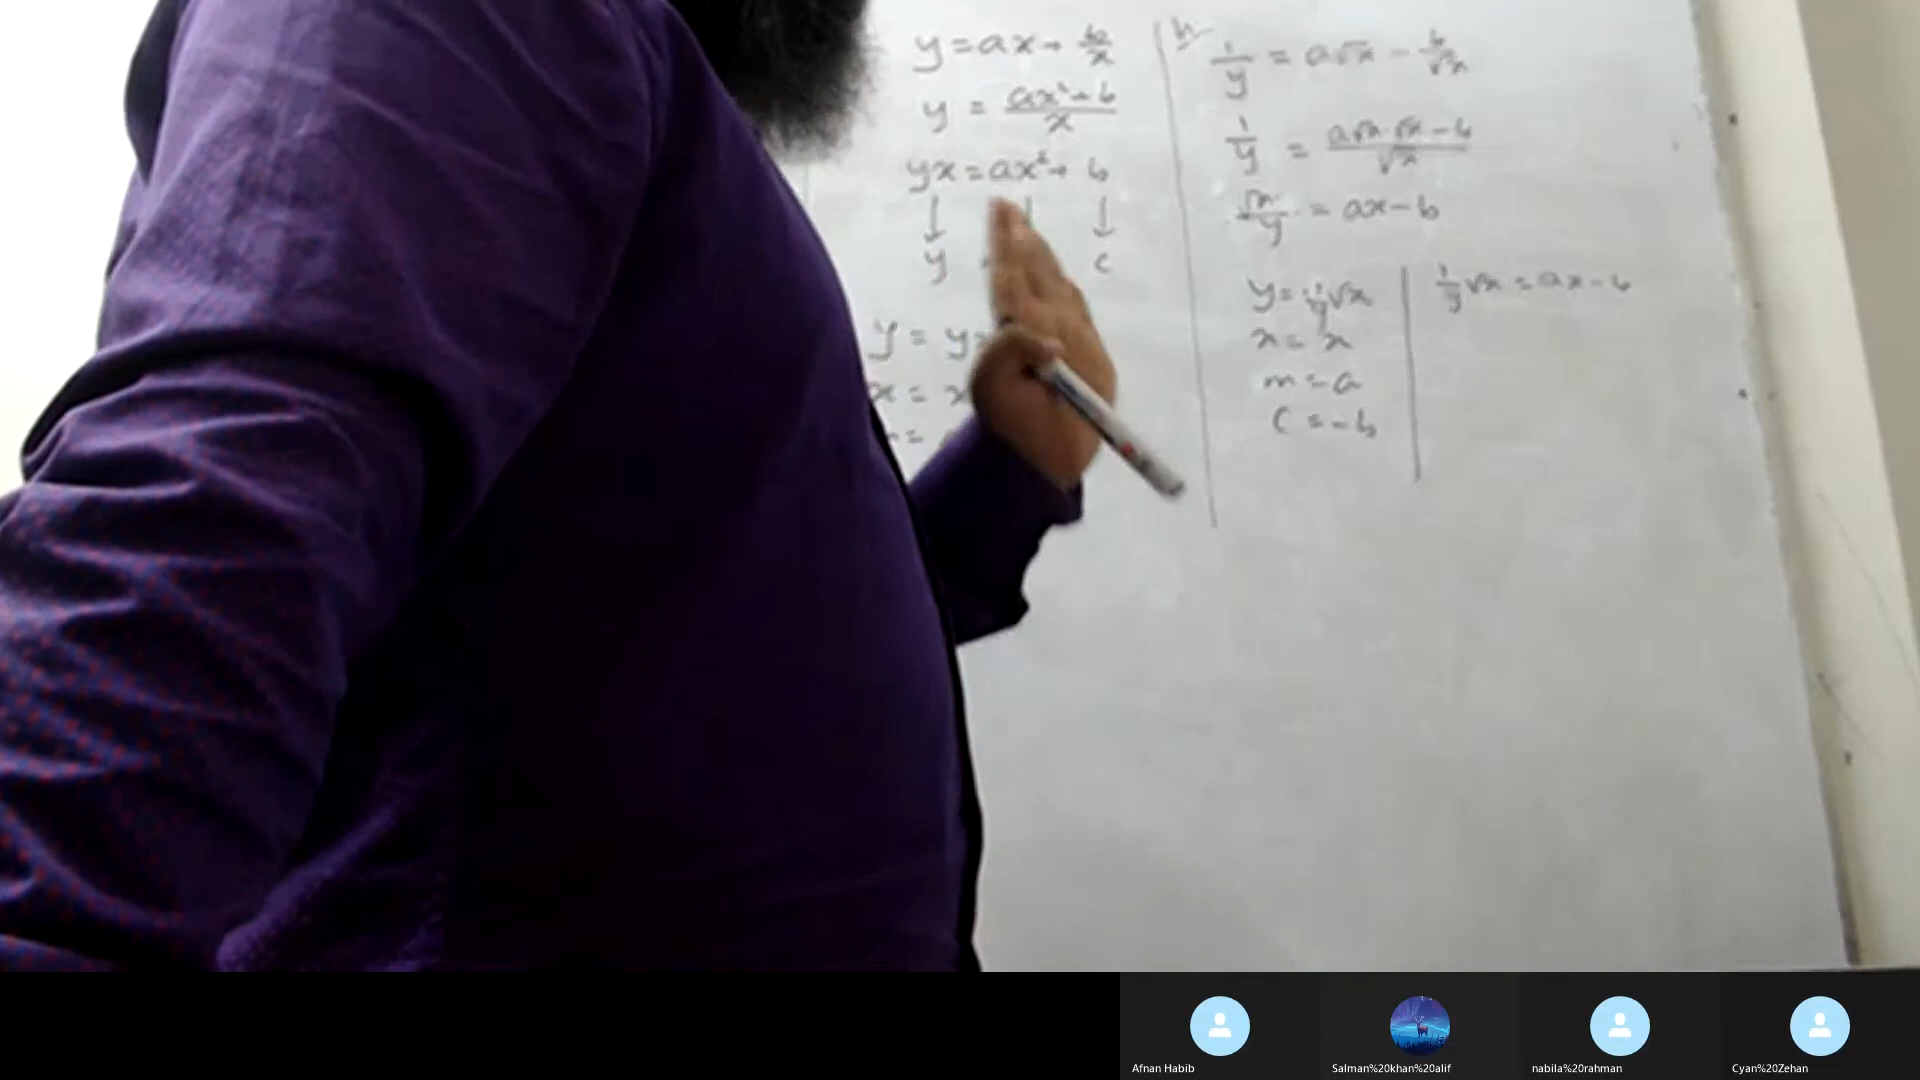 y = ax + b/x
y = (ax² + b)/x
yx = ax² + b
↓ ↓ ↓
y c
y = y
x = x
h
1/y = a√x - b/√x
1/y = (a√x·√x - b)/√x
√x/y = ax - b
y = 1/y √x
x = x
m = a
c = -b
1/y √x = ax - b
Afnan Habib
Salman%20khan%20alif
nabila%20rahman
Cyan%20Zehan